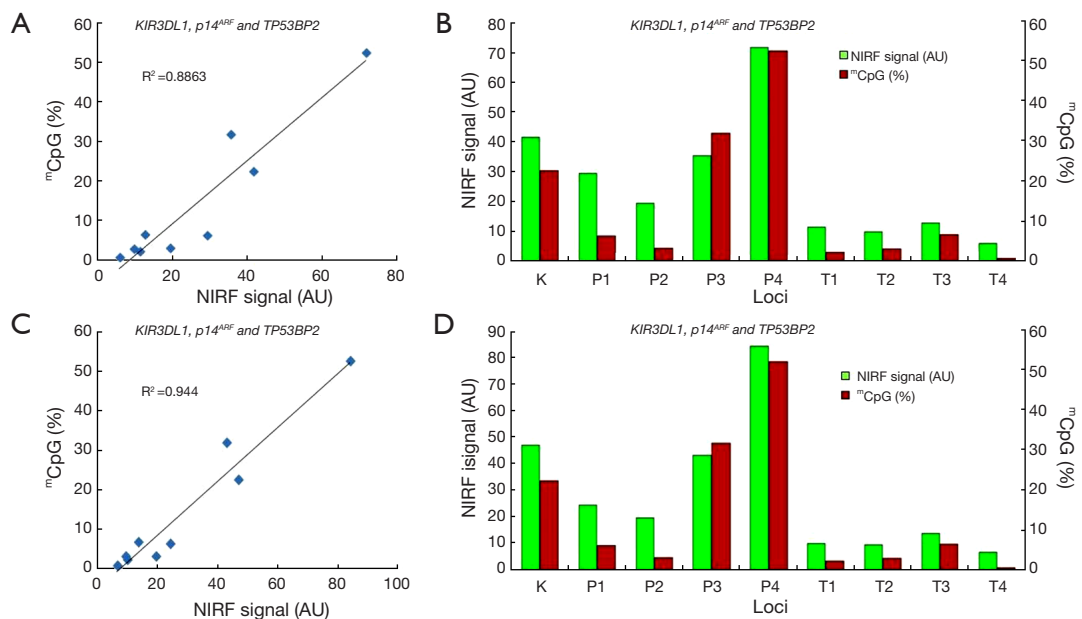 A
KIR3DL1, p14ARF and TP53BP2
R2 =0.8863
mCpG (%)
60
50
40
30
20
10
0
0 20 40 60 80
NIRF signal (AU)
B
KIR3DL1, p14ARF and TP53BP2
NIRF signal (AU)
mCpG (%)
NIRF signal (AU)
80
70
60
50
40
30
20
10
0
60
50
40
30
20
10
0
mCpG (%)
K P1 P2 P3 P4 T1 T2 T3 T4
Loci
C
KIR3DL1, p14ARF and TP53BP2
R2 =0.944
mCpG (%)
60
50
40
30
20
10
0
0 20 40 60 80 100
NIRF signal (AU)
D
KIR3DL1, p14ARF and TP53BP2
NIRF signal (AU)
mCpG (%)
NIRF isignal (AU)
90
80
70
60
50
40
30
20
10
0
60
50
40
30
20
10
0
mCpG (%)
K P1 P2 P3 P4 T1 T2 T3 T4
Loci